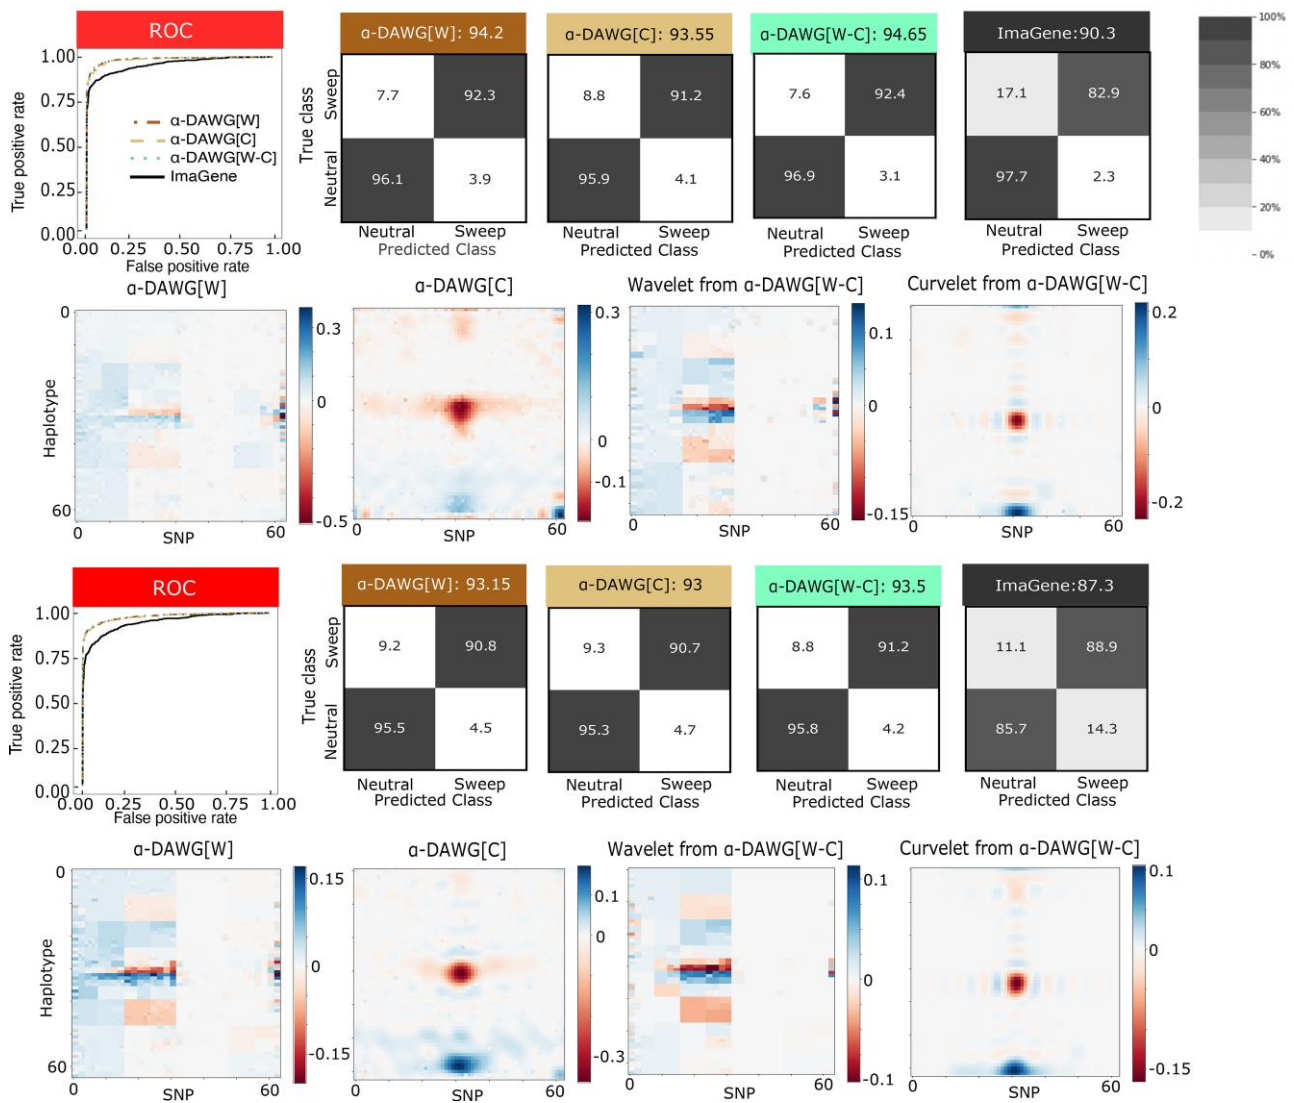 ROC
α-DAWG[W]: 94.2
α-DAWG[C]: 93.55
α-DAWG[W-C]: 94.65
ImaGene:90.3
100%
80%
60%
40%
20%
0%
True positive rate
1.00
0.75
0.50
0.25
0.00
α-DAWG[W]
α-DAWG[C]
α-DAWG[W-C]
ImaGene
0.00 0.25 0.50 0.75 1.00
False positive rate
True class
Sweep
Neutral
7.7 92.3
96.1 3.9
Neutral Sweep
Predicted Class
8.8 91.2
95.9 4.1
Neutral Sweep
Predicted Class
7.6 92.4
96.9 3.1
Neutral Sweep
Predicted Class
17.1 82.9
97.7 2.3
Neutral Sweep
Predicted Class
α-DAWG[W]
Haplotype
0
60
0 SNP 60
0.3
0
-0.5
α-DAWG[C]
0 SNP 60
0.3
0
-0.1
Wavelet from α-DAWG[W-C]
0 SNP 60
0.1
0
-0.15
Curvelet from α-DAWG[W-C]
0 SNP 60
0.2
0
-0.2
ROC
α-DAWG[W]: 93.15
α-DAWG[C]: 93
α-DAWG[W-C]: 93.5
ImaGene:87.3
True positive rate
1.00
0.75
0.50
0.25
0.00
0.00 0.25 0.50 0.75 1.00
False positive rate
True class
Sweep
Neutral
9.2 90.8
95.5 4.5
Neutral Sweep
Predicted Class
9.3 90.7
95.3 4.7
Neutral Sweep
Predicted Class
8.8 91.2
95.8 4.2
Neutral Sweep
Predicted Class
11.1 88.9
85.7 14.3
Neutral Sweep
Predicted Class
α-DAWG[W]
Haplotype
0
60
0 SNP 60
0.15
0
-0.15
α-DAWG[C]
0 SNP 60
0.15
0
-0.3
Wavelet from α-DAWG[W-C]
0 SNP 60
0.1
0
-0.1
Curvelet from α-DAWG[W-C]
0 SNP 60
0.1
0
-0.15